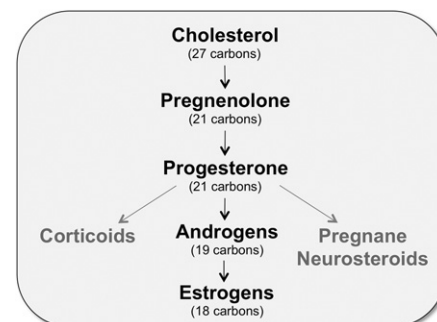 Cholesterol
(27 carbons)
Pregnenolone
(21 carbons)
Progesterone
(21 carbons)
Corticoids
Androgens
(19 carbons)
Pregnane
Neurosteroids
Estrogens
(18 carbons)